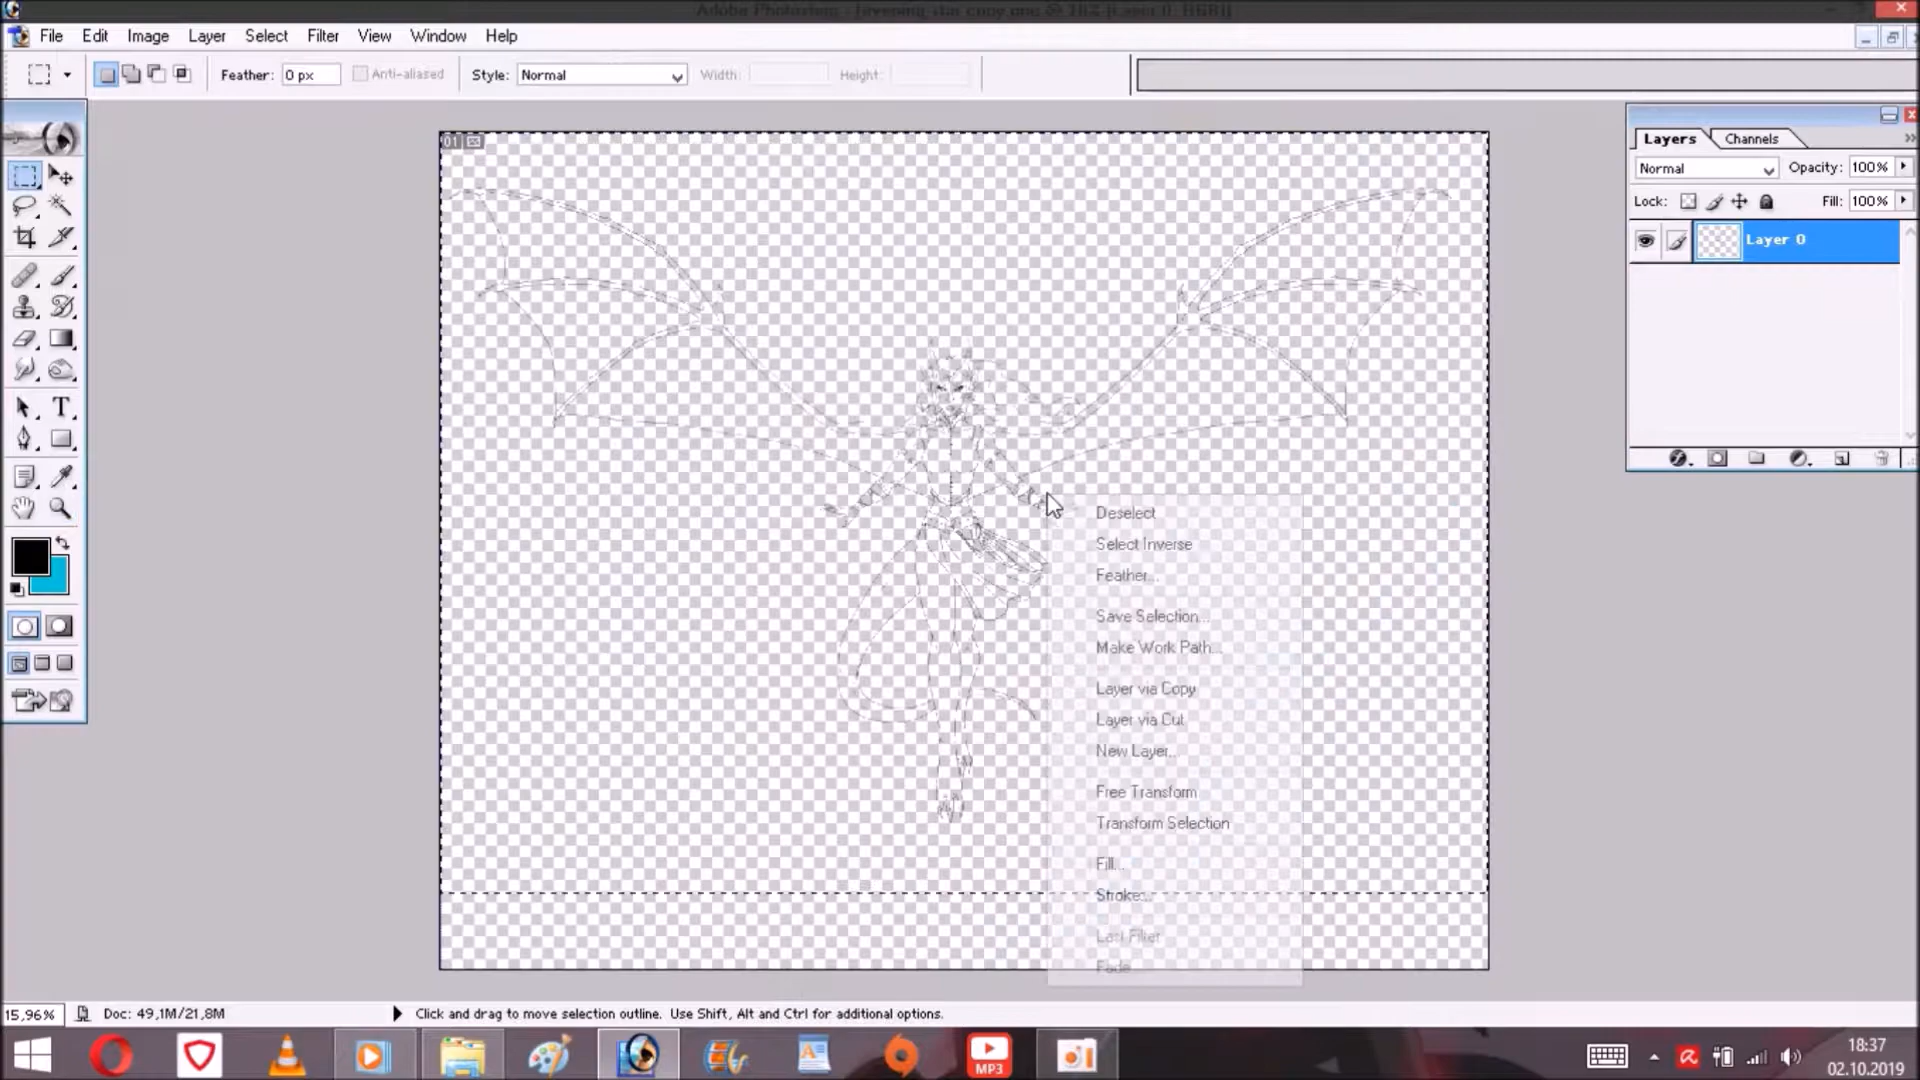 File Edit Image Layer Select Filter View Window Help
Feather: 0 px Anti-aliased Style: Normal Width: Height:
01
Layers Channels
Normal Opacity: 100%
Lock: Fill: 100%
Layer 0
Deselect
Select Inverse
Feather...
Save Selection...
Make Work Path...
Layer via Copy
Layer via Cut
New Layer...
Free Transform
Transform Selection
Fill...
Stroke...
Last Filter
Fade...
15,96% Doc: 49,1M/21,8M Click and drag to move selection outline. Use Shift, Alt and Ctrl for additional options.
MP3
18:37
02.10.2019